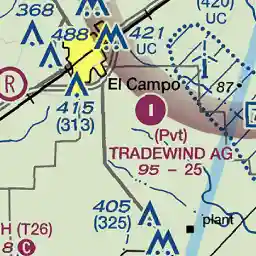 368
(420)
UC
488
421
UC
R
El Campo
87
415
(313)
I
(Pvt)
TRADEWIND AG
95 - 25
405
(325)
plant
H (T26)
8 C